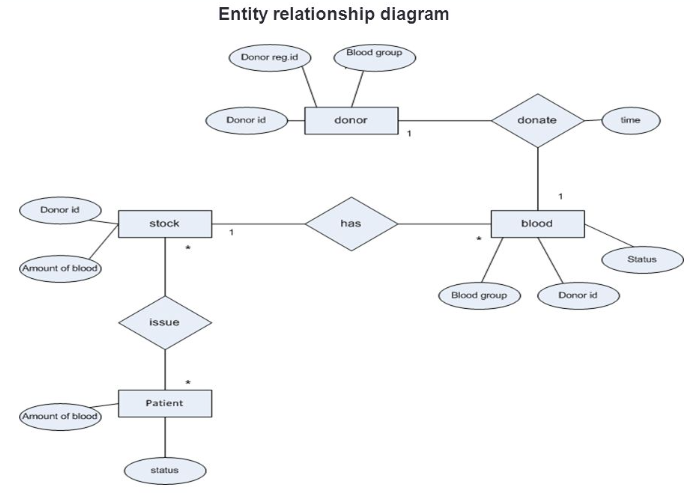 Entity relationship diagram
Donor reg.id
Blood group
Donor id
donor
1
donate
time
1
Donor id
stock
1
has
*
blood
*
Status
Amount of blood
Blood group
Donor id
issue
*
Patient
Amount of blood
status